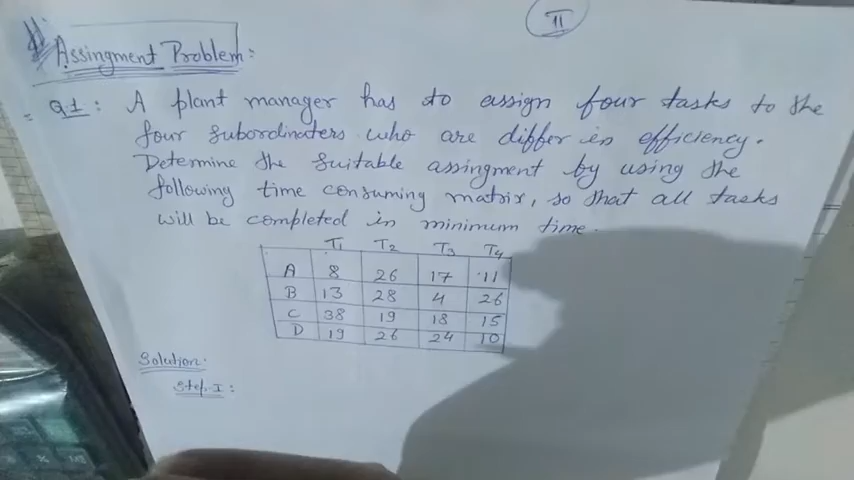 II
Assingment Problem:
Q1: A plant manager has to assign four tasks to the
four subordinaters who are differ in efficiency.
Determine the suitable assingment by using the
following time consuming matrix, so that all tasks
will be completed in minimum time.
T1 T2 T3 T4
A 8 26 17 11
B 13 28 4 26
C 38 19 18 15
D 19 26 24 10
Solution:
Step-I: